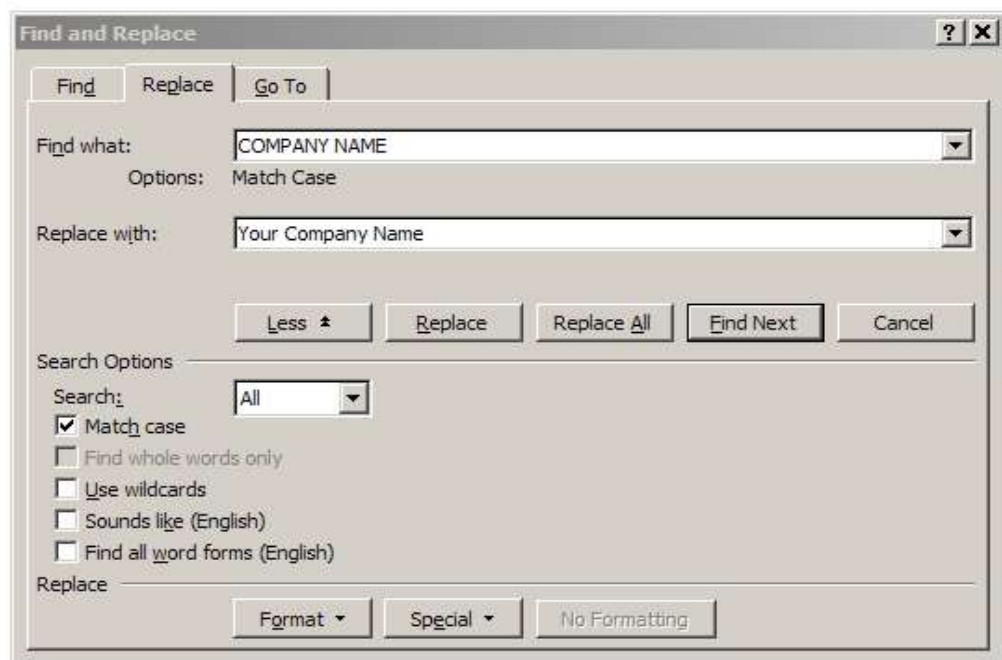 Find and Replace
Find Replace Go To
Find what: COMPANY NAME
Options: Match Case
Replace with: Your Company Name
Less Replace Replace All Find Next Cancel
Search Options
Search: All
Match case
Find whole words only
Use wildcards
Sounds like (English)
Find all word forms (English)
Replace
Format Special No Formatting